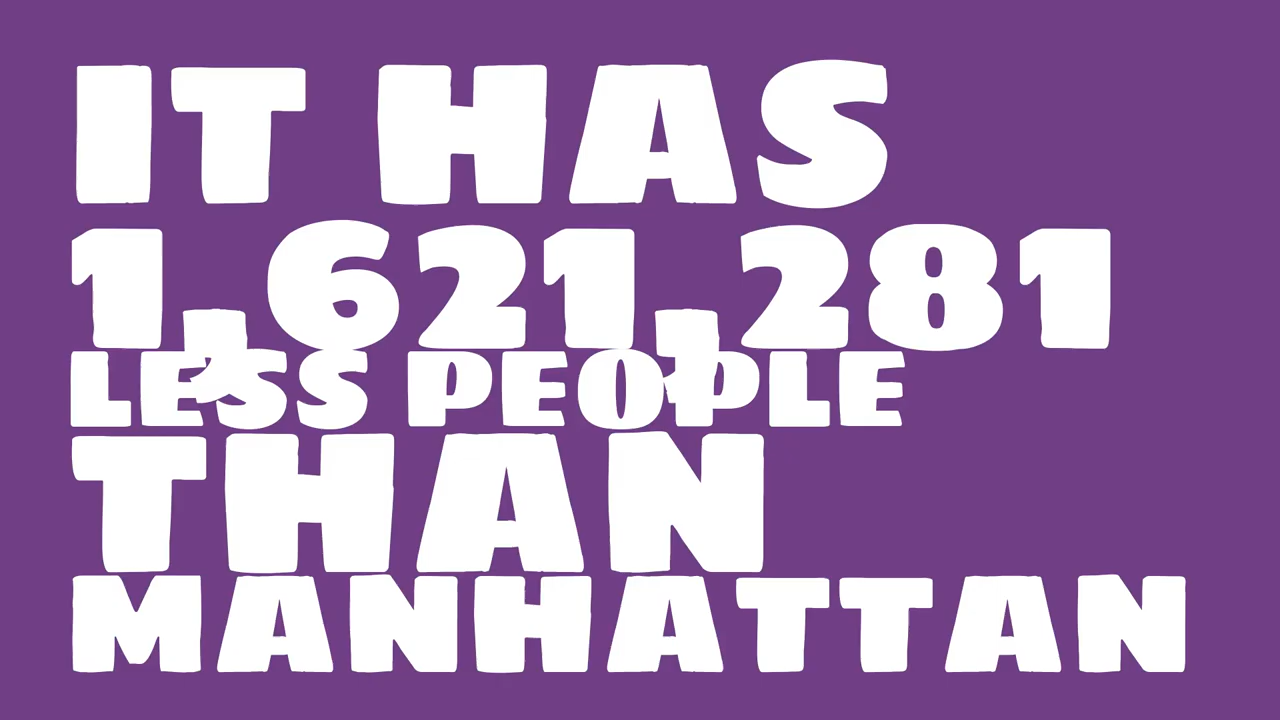 IT HAS
1,621,281
LESS PEOPLE
THAN
MANHATTAN